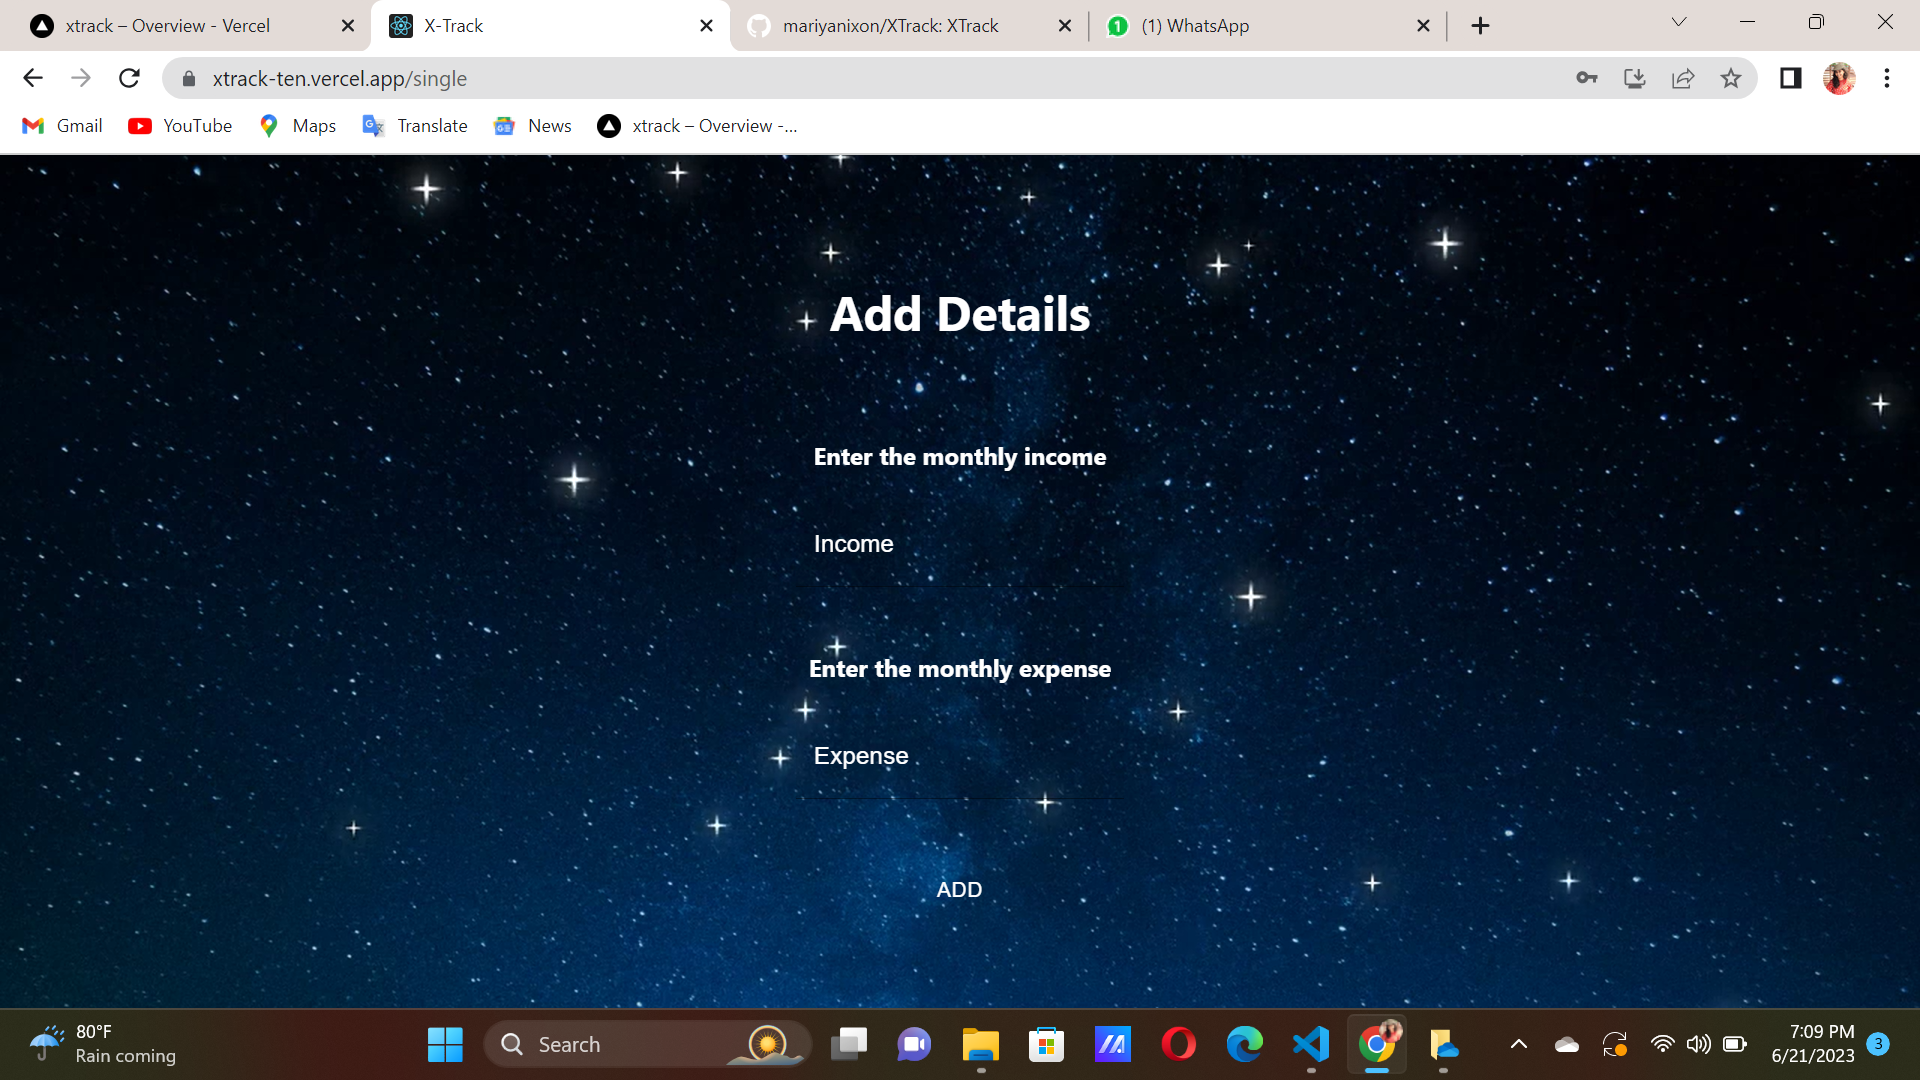 xtrack – Overview - Vercel
X-Track
mariyanixon/XTrack: XTrack
1
(1) WhatsApp
xtrack-ten.vercel.app/single
Gmail
YouTube
Maps
Translate
News
xtrack – Overview -...
Add Details
Enter the monthly income
Income
Enter the monthly expense
Expense
ADD
80°F
Rain coming
Search
7:09 PM
6/21/2023
3